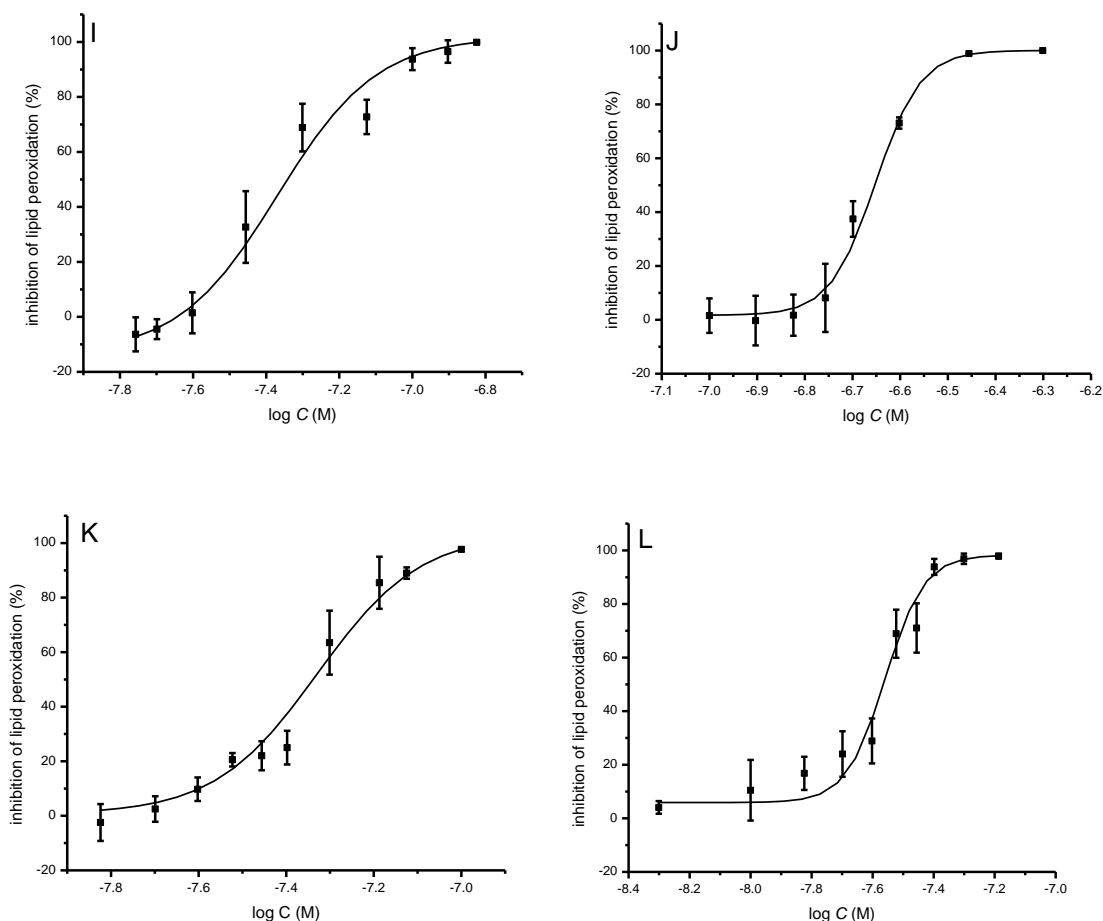 I
inhibition of lipid peroxidation (%)
100
80
60
40
20
0
-20
-7.8 -7.6 -7.4 -7.2 -7.0 -6.8
log C (M)
J
inhibition of lipid peroxidation (%)
100
80
60
40
20
0
-20
-7.1 -7.0 -6.9 -6.8 -6.7 -6.6 -6.5 -6.4 -6.3 -6.2
log C (M)
K
inhibition of lipid peroxidation (%)
100
80
60
40
20
0
-20
-7.8 -7.6 -7.4 -7.2 -7.0
log C (M)
L
inhibition of lipid peroxidation (%)
100
80
60
40
20
0
-20
-8.4 -8.2 -8.0 -7.8 -7.6 -7.4 -7.2 -7.0
log C (M)